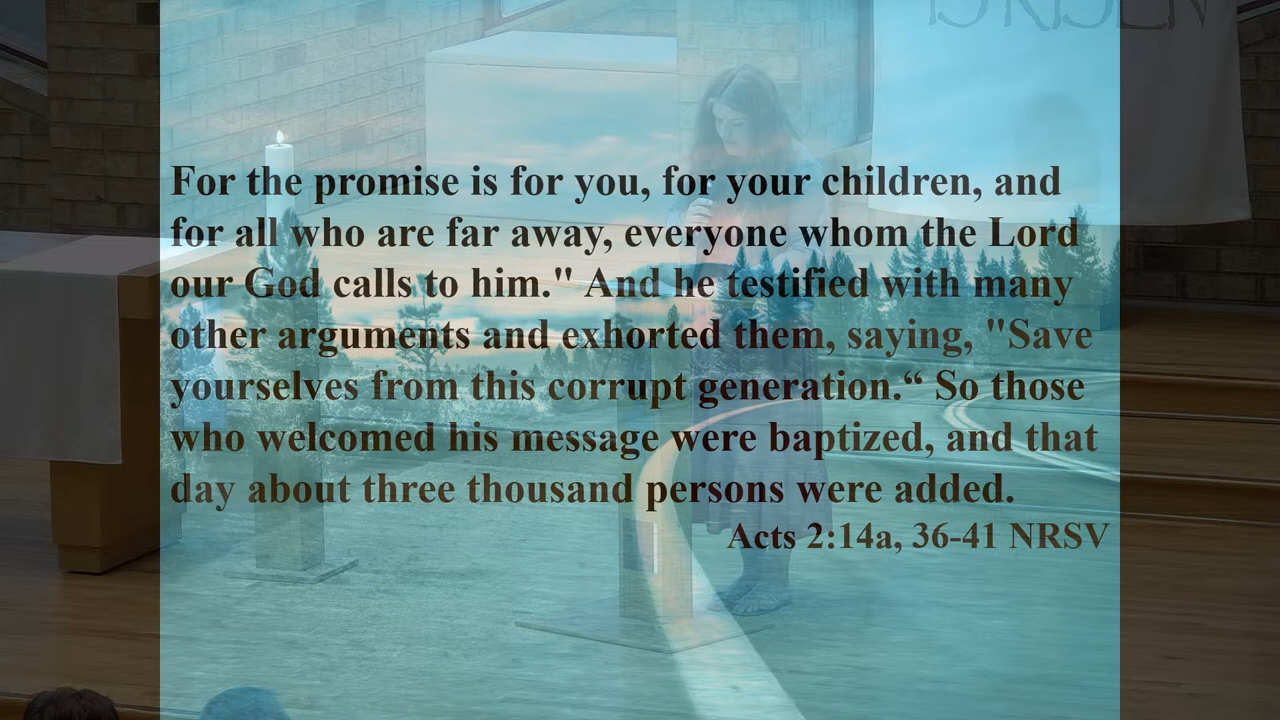 IS RISEN
For the promise is for you, for your children, and
for all who are far away, everyone whom the Lord
our God calls to him." And he testified with many
other arguments and exhorted them, saying, "Save
yourselves from this corrupt generation.“ So those
who welcomed his message were baptized, and that
day about three thousand persons were added.
Acts 2:14a, 36-41 NRSV